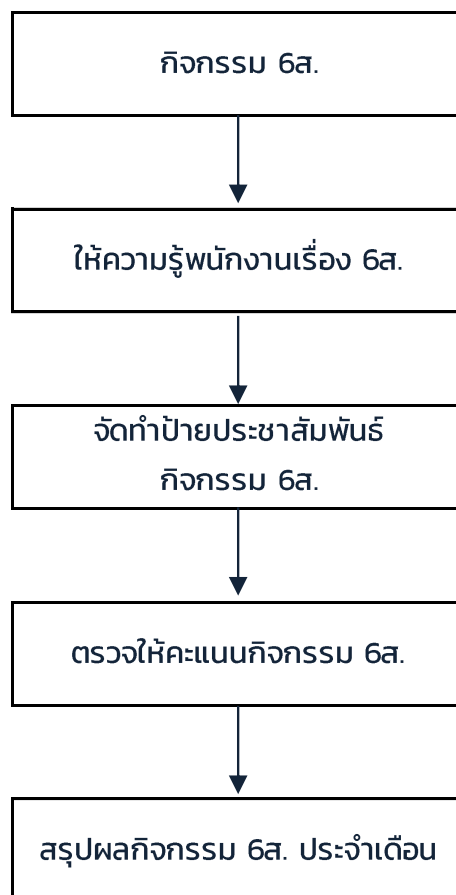 กิจกรรม 6ส.
ให้ความรู้พนักงานเรื่อง 6ส.
จัดทำป้ายประชาสัมพันธ์
กิจกรรม 6ส.
ตรวจให้คะแนนกิจกรรม 6ส.
สรุปผลกิจกรรม 6ส. ประจำเดือน